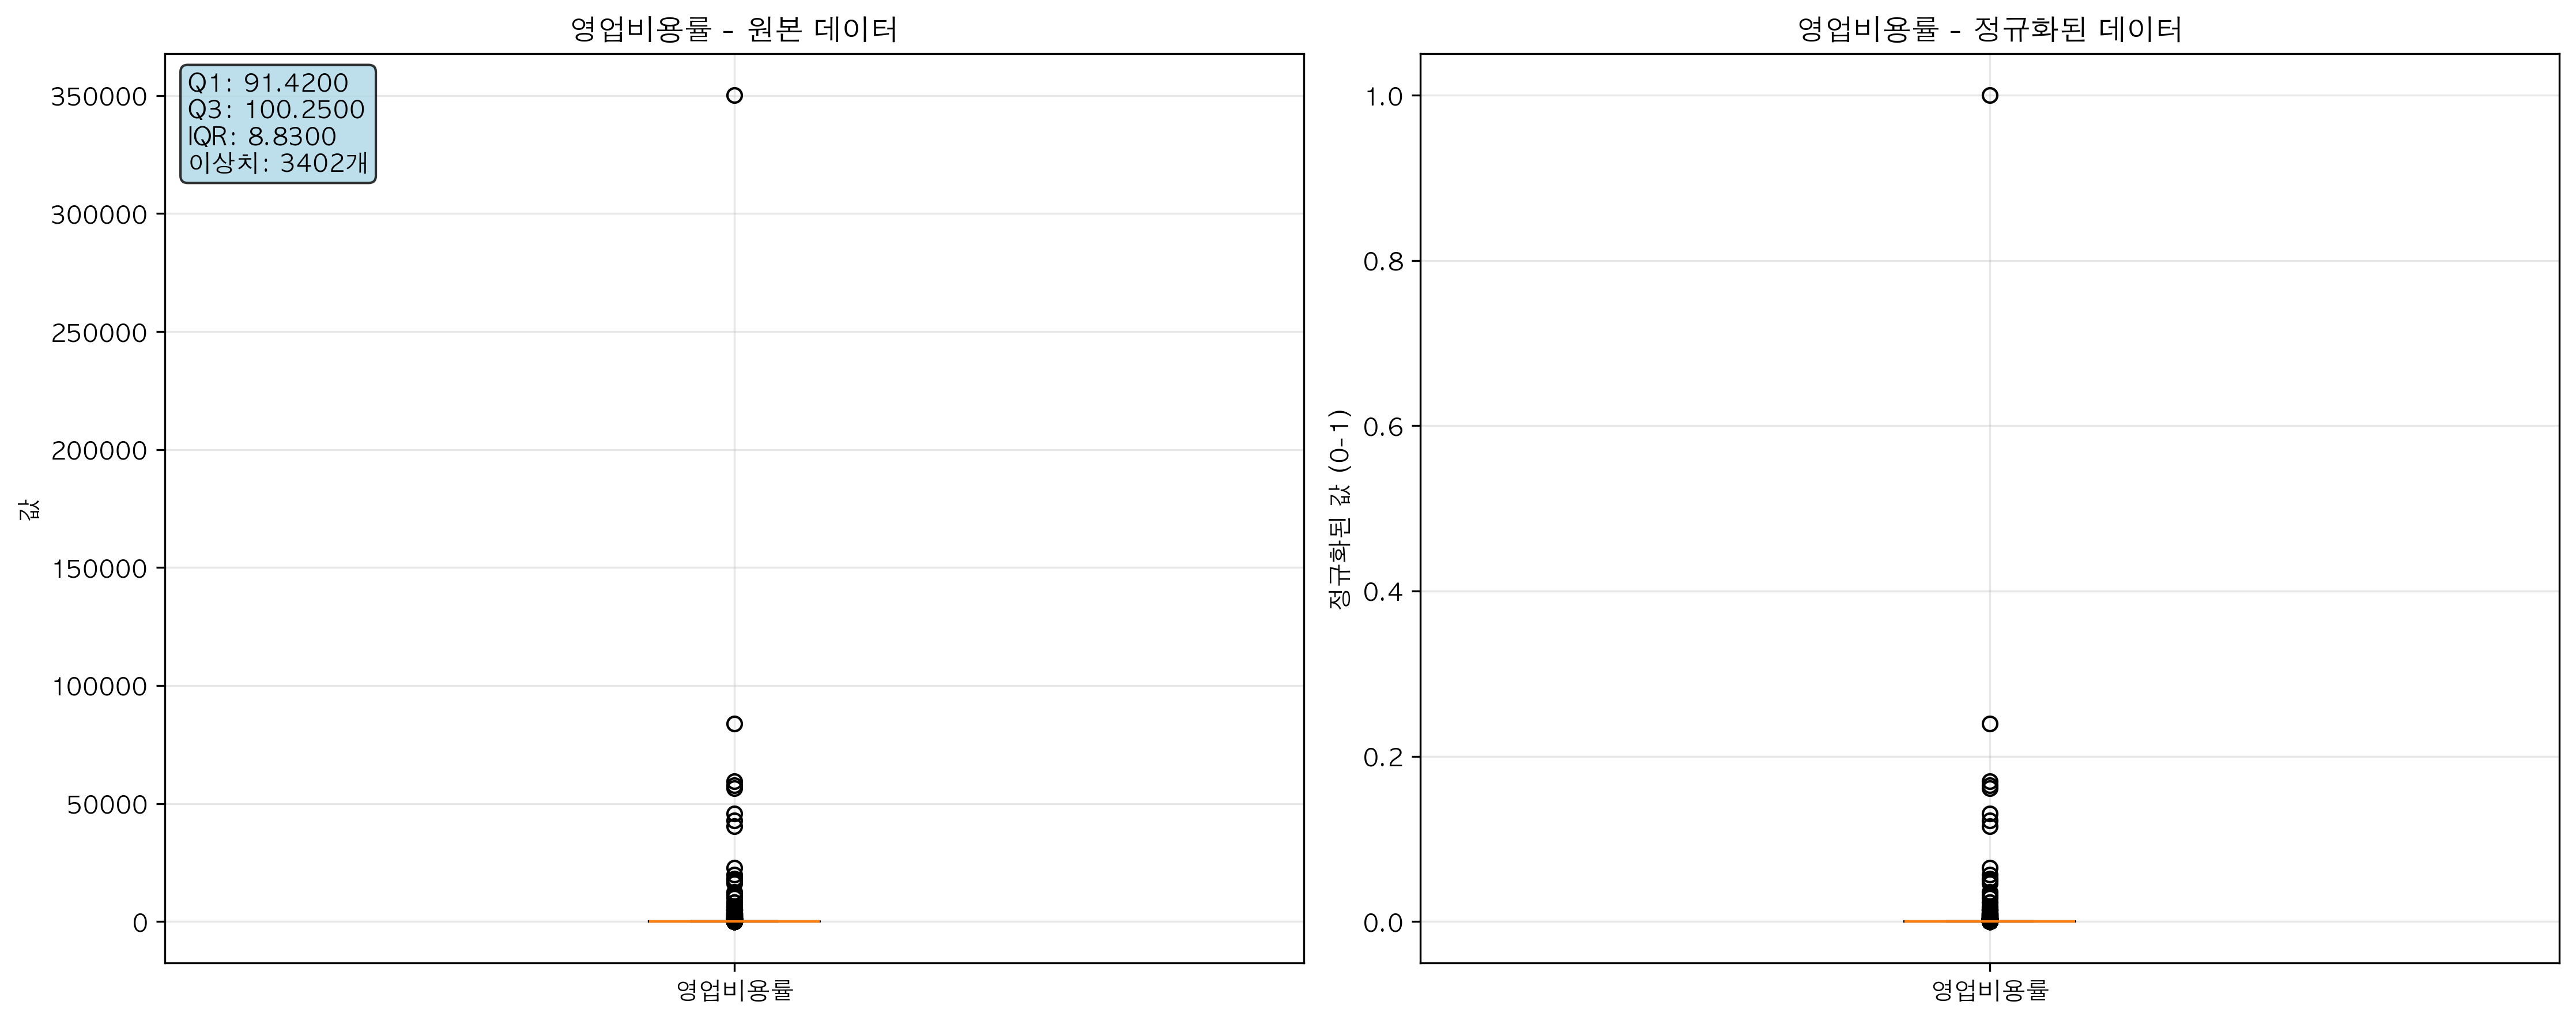 영업비용률 - 원본 데이터
Q1: 91.4200
Q3: 100.2500
IQR: 8.8300
이상치: 3402개
350000
300000
250000
200000
150000
100000
50000
0
값
영업비용률
영업비용률 - 정규화된 데이터
1.0
0.8
0.6
0.4
0.2
0.0
정규화된 값 (0-1)
영업비용률